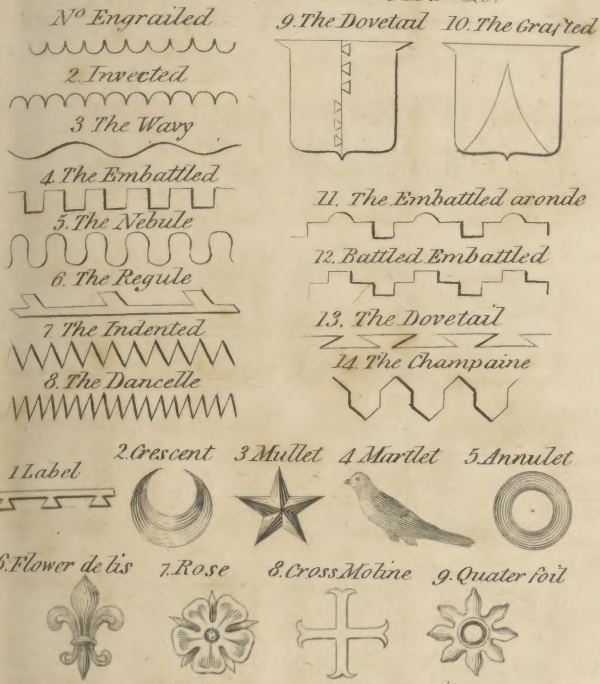 No Engrailed
2. Inverted
3 The Wavy
4. The Embattled
5. The Nebule
6. The Regule
7. The Indented
8. The Dancelle
9. The Dovetail
10. The Grafted
11. The Embattled aronde
12. Battled Embattled
13. The Dovetail
14. The Champaine
1 Label
2. Crescent
3 Mullet
4 Martlet
5. Annulet
6. Flower de lis
7. Rose
8. Cross Moline
9. Quater foil